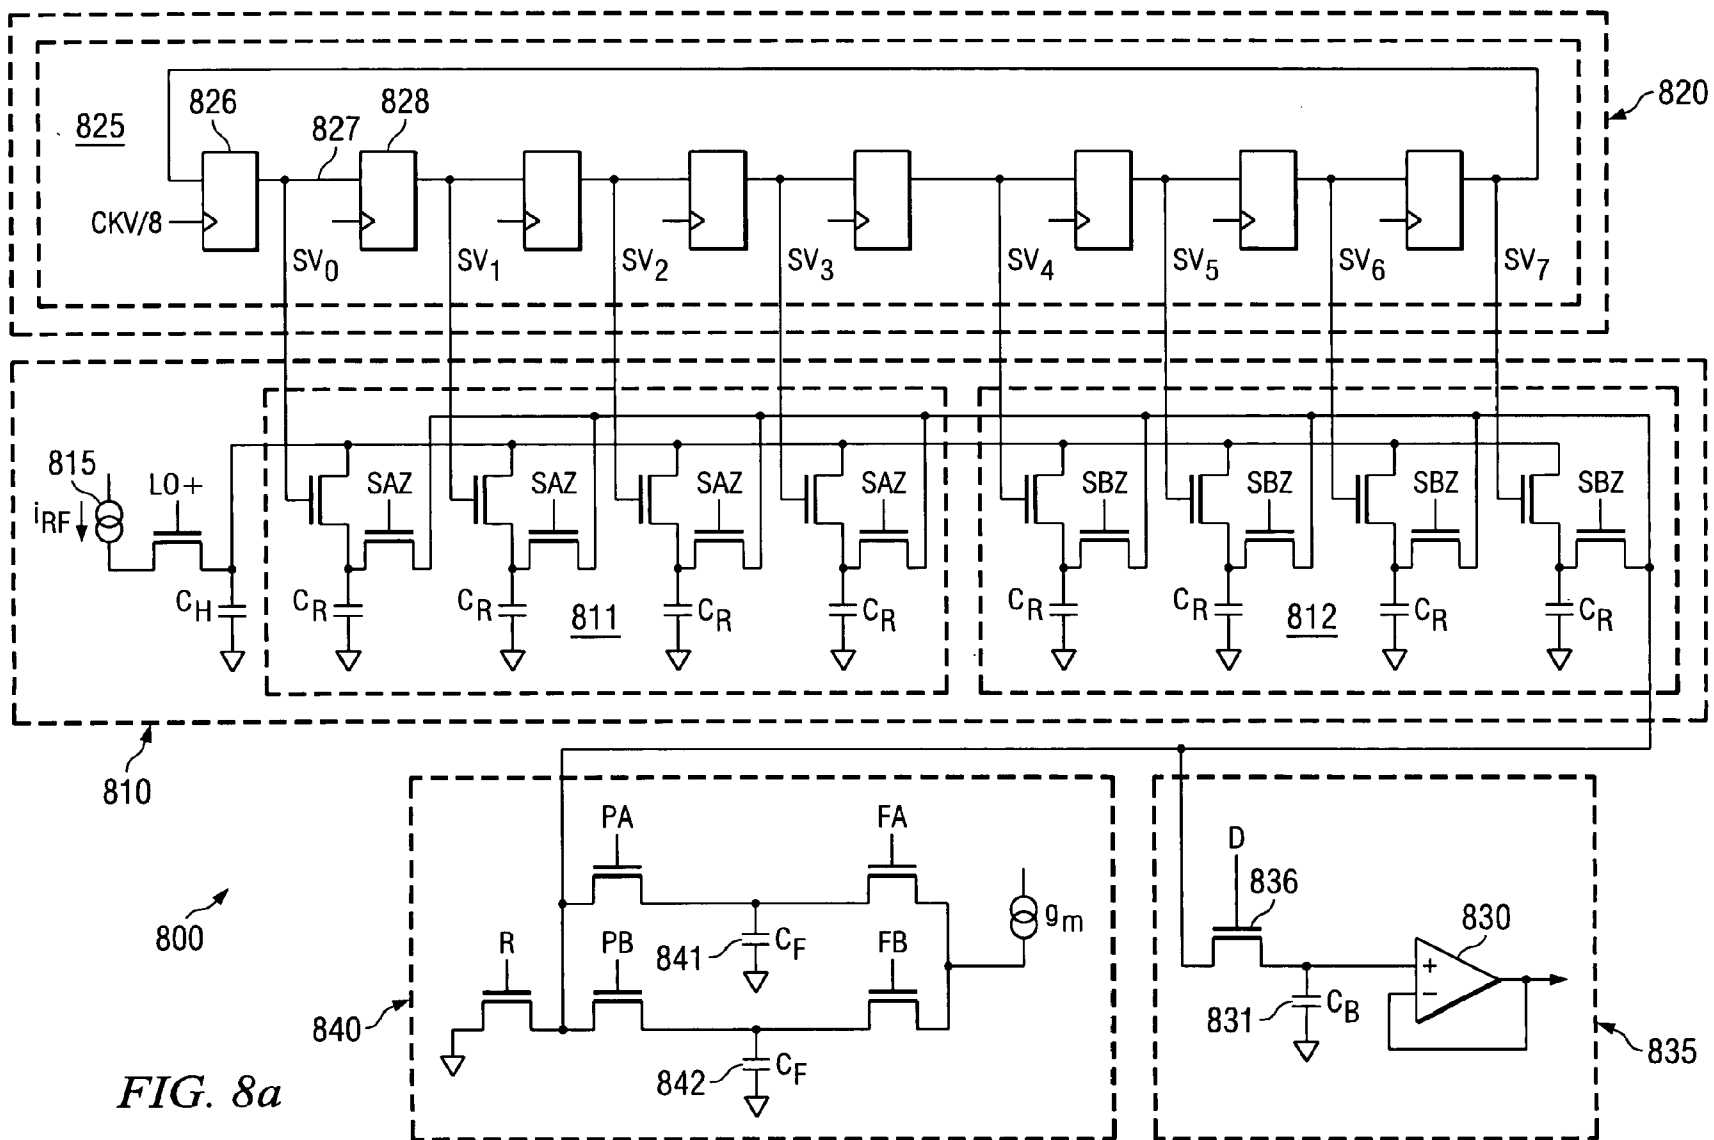 820
825
826
827
828
CKV/8
SV0
SV1
SV2
SV3
SV4
SV5
SV6
SV7
815
iRF
LO+
SAZ
SAZ
SAZ
SAZ
SBZ
SBZ
SBZ
SBZ
CH
CR
CR
CR
CR
CR
CR
CR
CR
811
812
810
800
PA
FA
D
836
830
gm
841
CF
R
PB
FB
+
−
831
CB
840
842
CF
835
FIG. 8a